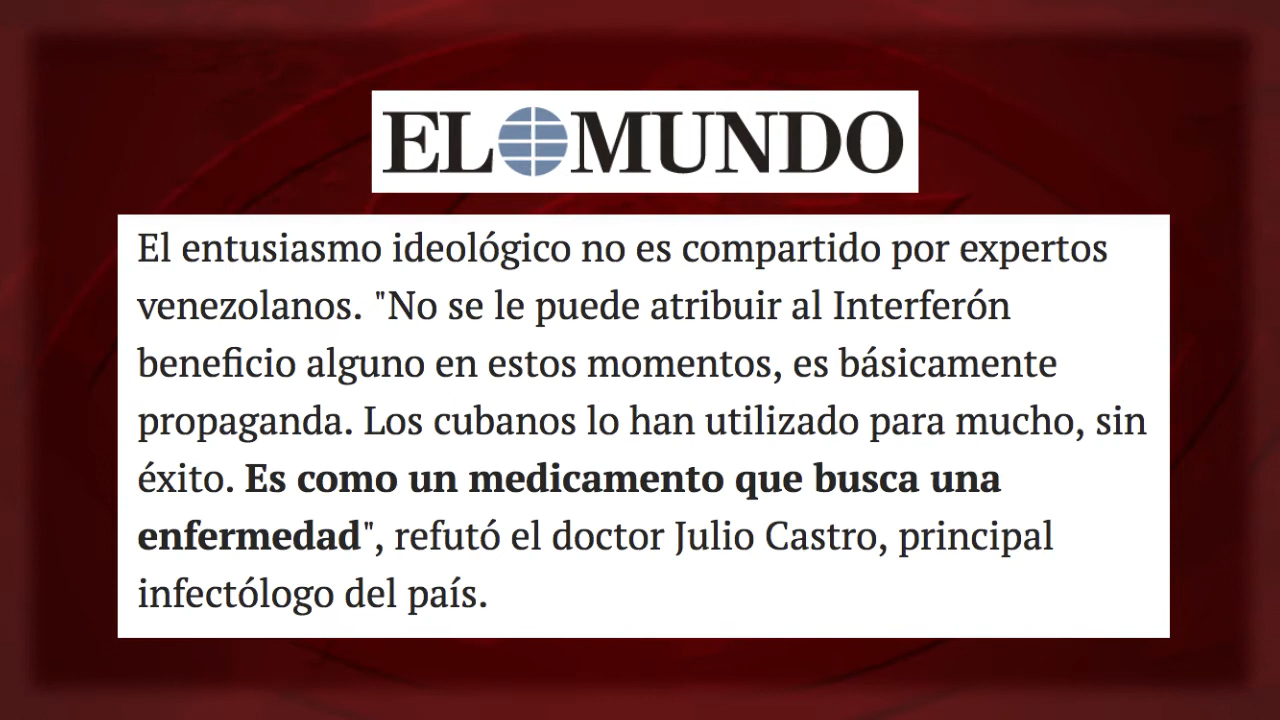 EL MUNDO
El entusiasmo ideológico no es compartido por expertos
venezolanos. "No se le puede atribuir al Interferón
beneficio alguno en estos momentos, es básicamente
propaganda. Los cubanos lo han utilizado para mucho, sin
éxito. Es como un medicamento que busca una
enfermedad", refutó el doctor Julio Castro, principal
infectólogo del país.